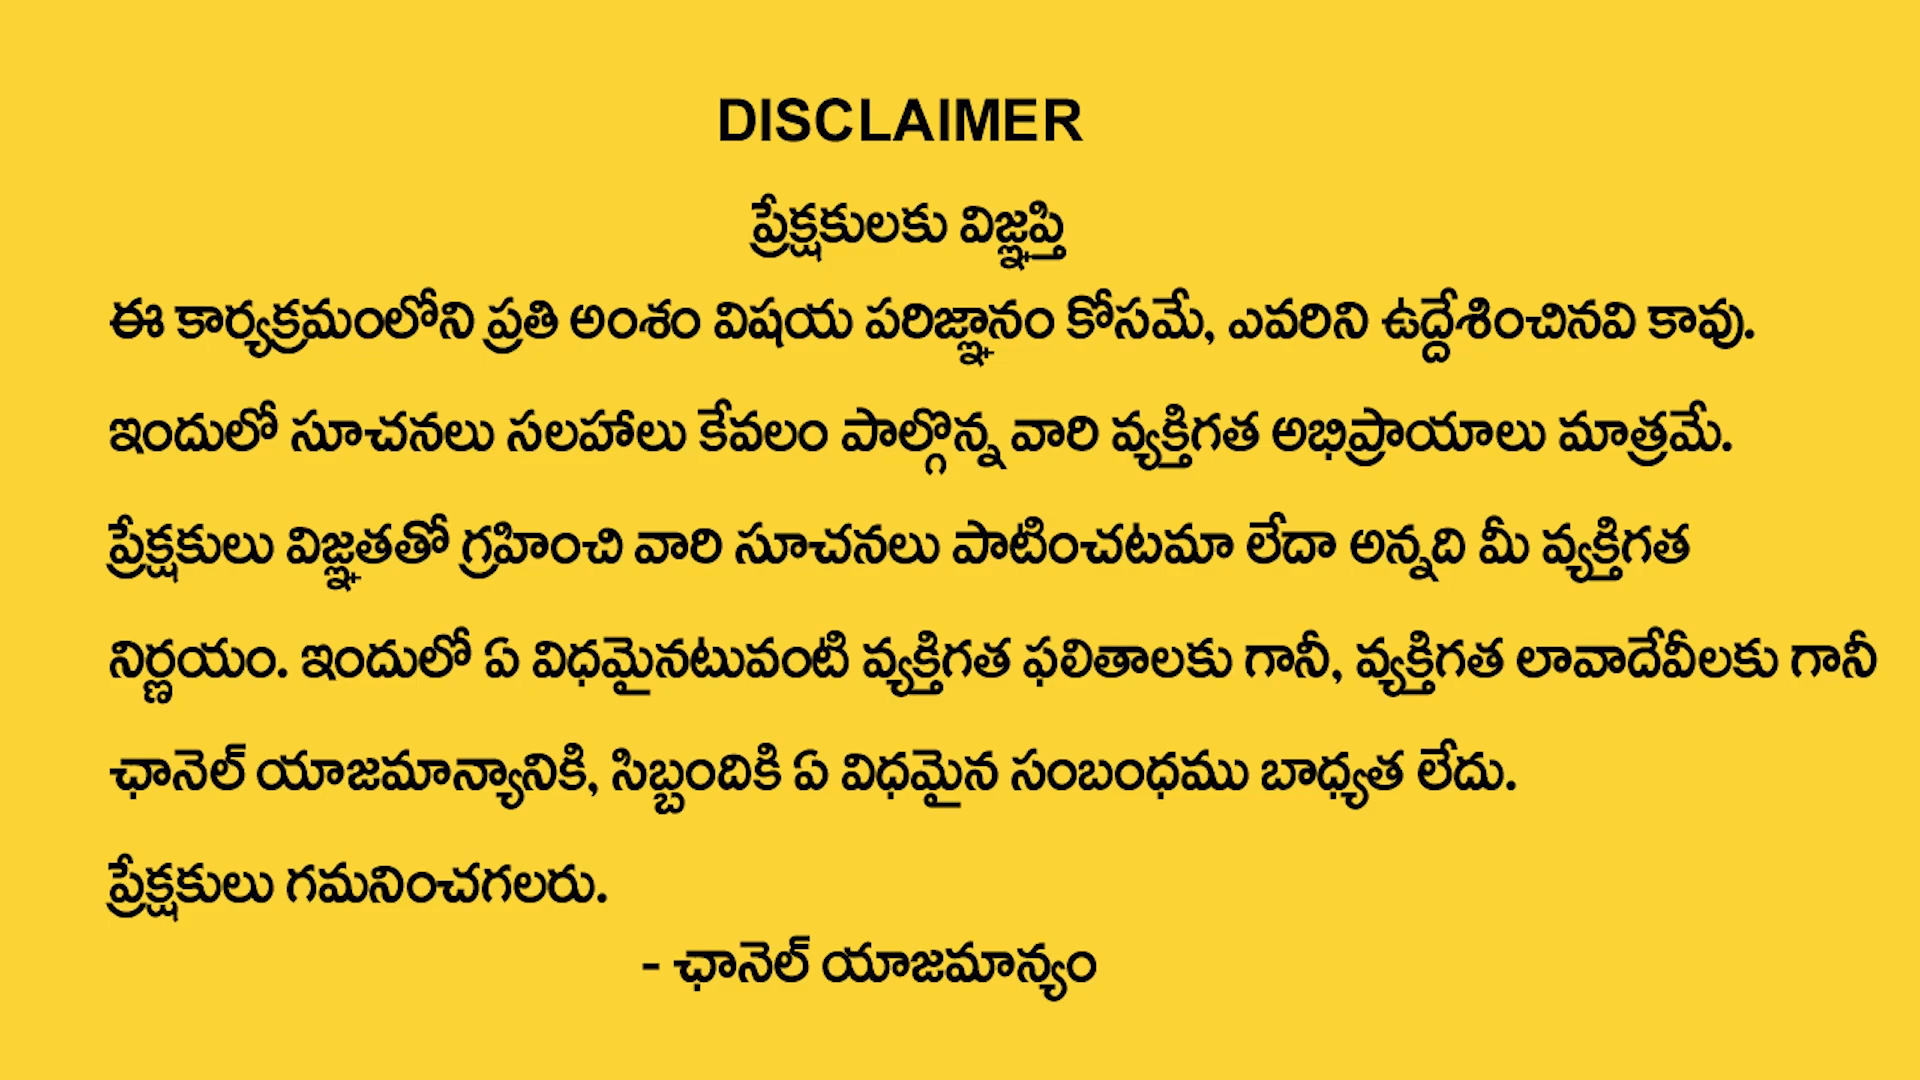 DISCLAIMER
ప్రేక్షకులకు విజ్ఞప్తి
ఈ కార్యక్రమంలోని ప్రతి అంశం విషయ పరిజ్ఞానం కోసమే, ఎవరిని ఉద్దేశించినవి కావు.
ఇందులో సూచనలు సలహాలు కేవలం పాల్గొన్న వారి వ్యక్తిగత అభిప్రాయాలు మాత్రమే.
ప్రేక్షకులు విజ్ఞతతో గ్రహించి వారి సూచనలు పాటించటమా లేదా అన్నది మీ వ్యక్తిగత
నిర్ణయం. ఇందులో ఏ విధమైనటువంటి వ్యక్తిగత ఫలితాలకు గానీ, వ్యక్తిగత లావాదేవీలకు గానీ
ఛానెల్ యాజమాన్యానికి, సిబ్బందికి ఏ విధమైన సంబంధము బాధ్యత లేదు.
ప్రేక్షకులు గమనించగలరు.
- ఛానెల్ యాజమాన్యం